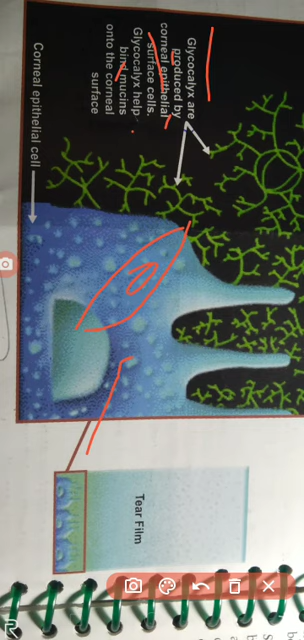 Glycocalyx are
produced by
corneal epithelial
surface cells.
Glycocalyx help
bind mucins
onto the corneal
surface
Corneal epithelial cell
Tear Film